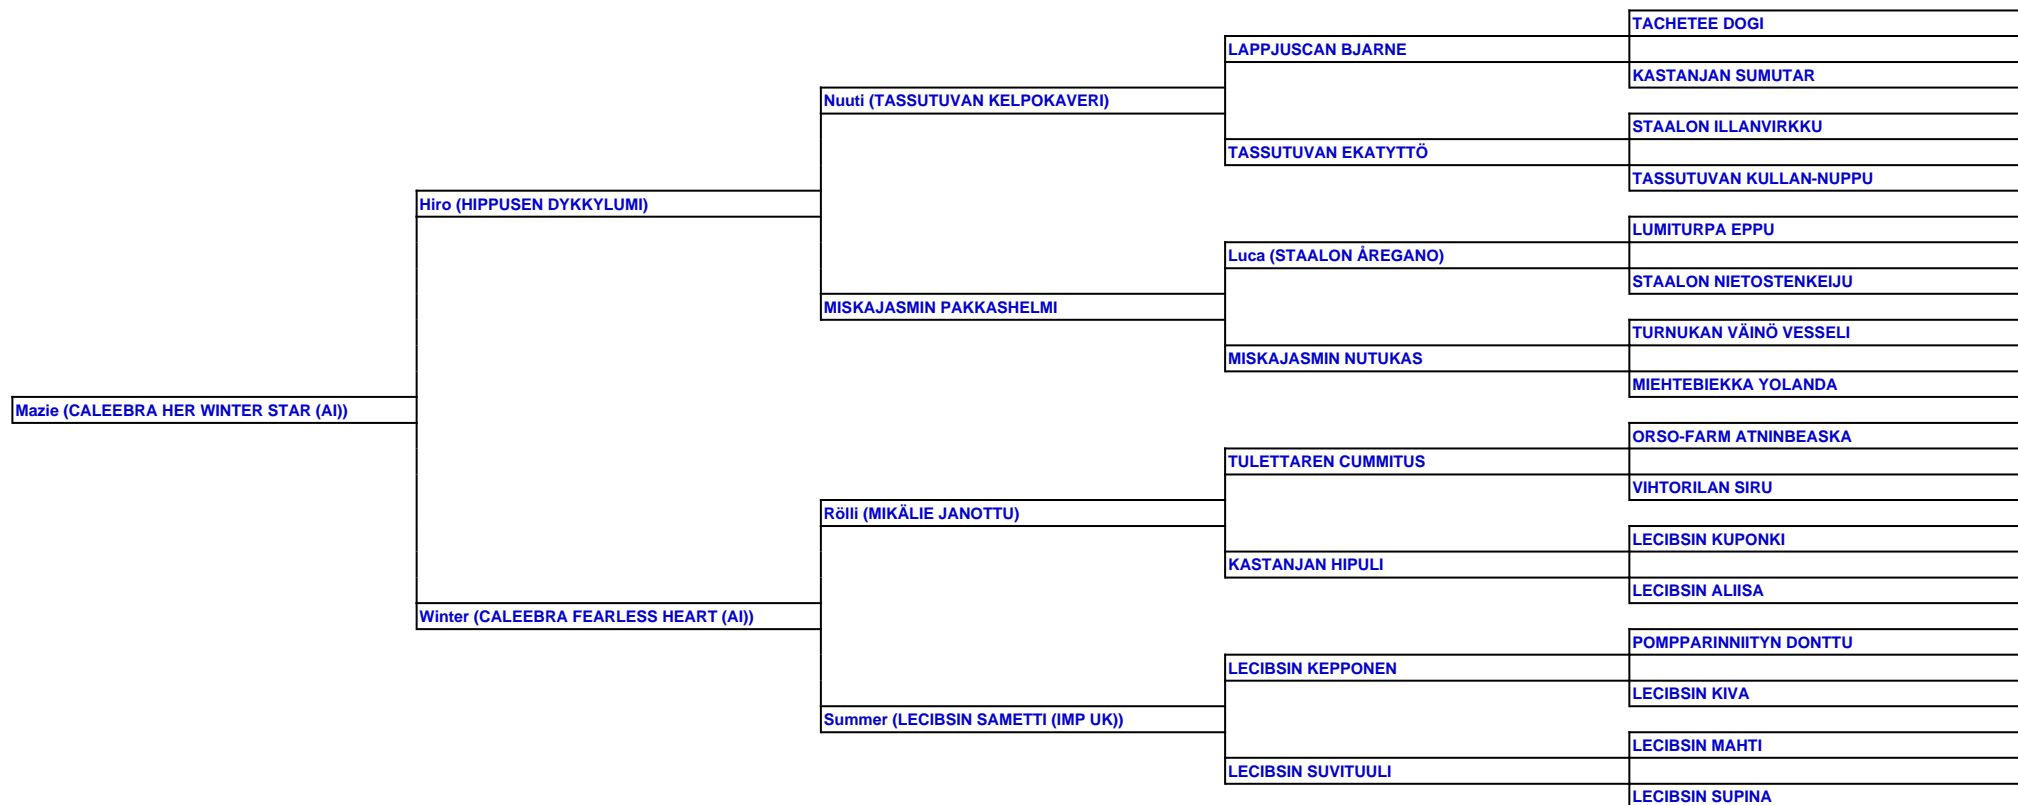 TACHETEE DOGI
LAPPJUSCAN BJARNE
KASTANJAN SUMUTAR
Nuuti (TASSUTUVAN KELPOKAVERI)
STAALON ILLANVIRKKU
TASSUTUVAN EKATYTTÖ
TASSUTUVAN KULLAN-NUPPU
Hiro (HIPPUSEN DYKKYLUMI)
LUMITURPA EPPU
Luca (STAALON ÅREGANO)
STAALON NIETOSTENKEIJU
MISKAJASMIN PAKKASHELMI
TURNUKAN VÄINÖ VESSELI
MISKAJASMIN NUTUKAS
MIEHTEBIEKKA YOLANDA
Mazie (CALEEBRA HER WINTER STAR (AI))
ORSO-FARM ATNINBEASKA
TULETTAREN CUMMITUS
VIHTORILAN SIRU
Rölli (MIKÄLIE JANOTTU)
LECIBSIN KUPONKI
KASTANJAN HIPULI
LECIBSIN ALIISA
Winter (CALEEBRA FEARLESS HEART (AI))
POMPPARINNIITYN DONTTU
LECIBSIN KEPPONEN
LECIBSIN KIVA
Summer (LECIBSIN SAMETTI (IMP UK))
LECIBSIN MAHTI
LECIBSIN SUVITUULI
LECIBSIN SUPINA